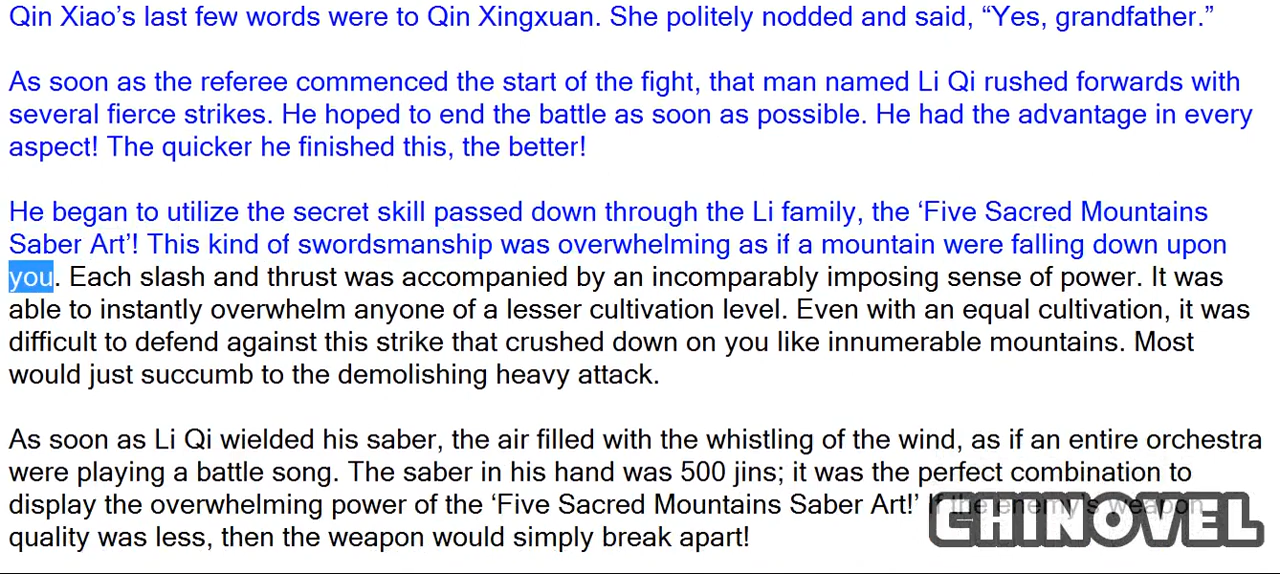 Qin Xiao’s last few words were to Qin Xingxuan. She politely nodded and said, “Yes, grandfather.”
As soon as the referee commenced the start of the fight, that man named Li Qi rushed forwards with
several fierce strikes. He hoped to end the battle as soon as possible. He had the advantage in every
aspect! The quicker he finished this, the better!
He began to utilize the secret skill passed down through the Li family, the ‘Five Sacred Mountains
Saber Art’! This kind of swordsmanship was overwhelming as if a mountain were falling down upon
you. Each slash and thrust was accompanied by an incomparably imposing sense of power. It was
able to instantly overwhelm anyone of a lesser cultivation level. Even with an equal cultivation, it was
difficult to defend against this strike that crushed down on you like innumerable mountains. Most
would just succumb to the demolishing heavy attack.
As soon as Li Qi wielded his saber, the air filled with the whistling of the wind, as if an entire orchestra
were playing a battle song. The saber in his hand was 500 jins; it was the perfect combination to
display the overwhelming power of the ‘Five Sacred Mountains Saber Art!’ If the enemy’s weapon
quality was less, then the weapon would simply break apart!
CHINOVEL